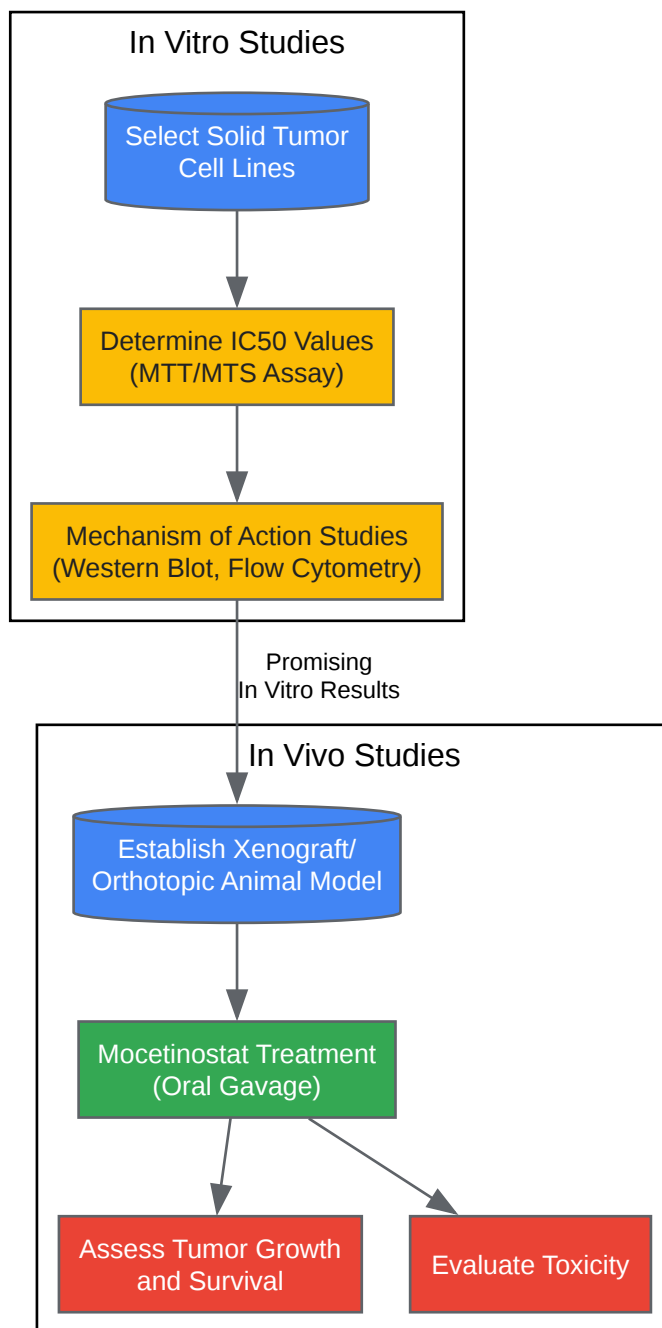 In Vitro Studies
Select Solid Tumor
Cell Lines
Determine IC50 Values
(MTT/MTS Assay)
Mechanism of Action Studies
(Western Blot, Flow Cytometry)
Promising
In Vitro Results
In Vivo Studies
Establish Xenograft/
Orthotopic Animal Model
Mocetinostat Treatment
(Oral Gavage)
Assess Tumor Growth
and Survival
Evaluate Toxicity